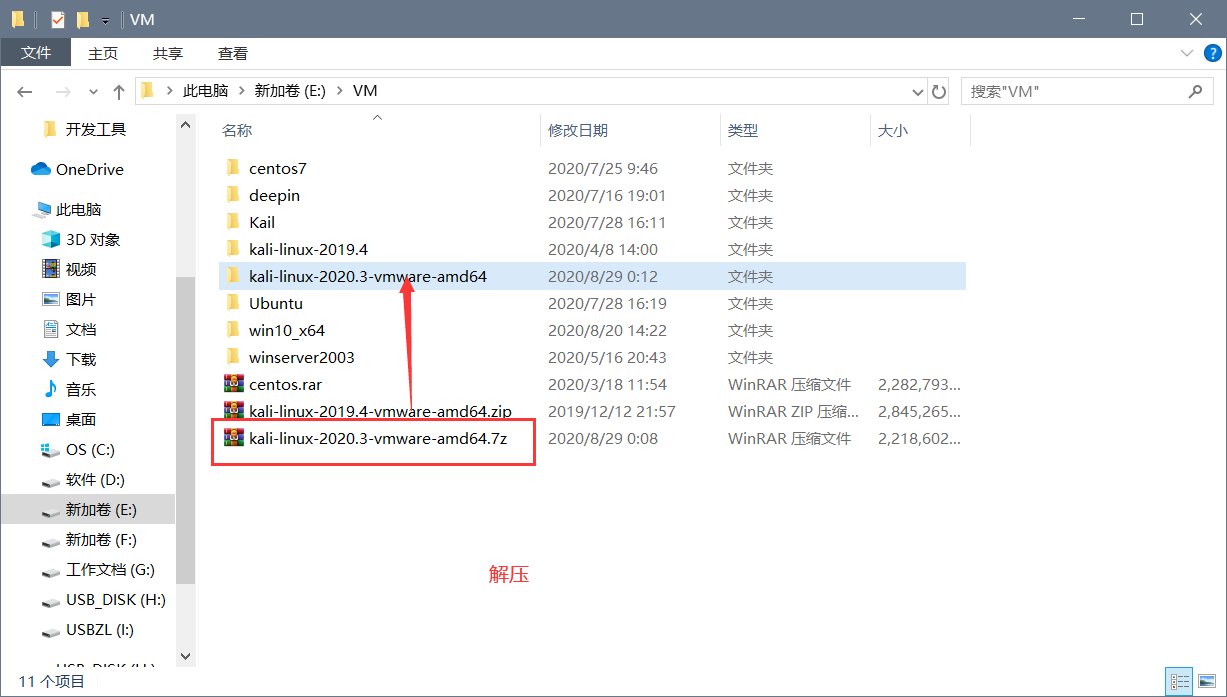 VM
文件 主页 共享 查看
此电脑 新加卷 (E:) VM
搜索"VM"
开发工具
OneDrive
此电脑
3D 对象
视频
图片
文档
下载
音乐
桌面
OS (C:)
软件 (D:)
新加卷 (E:)
新加卷 (F:)
工作文档 (G:)
USB_DISK (H:)
USBZL (I:)
名称 修改日期 类型 大小
centos7 2020/7/25 9:46 文件夹
deepin 2020/7/16 19:01 文件夹
Kail 2020/7/28 16:11 文件夹
kali-linux-2019.4 2020/4/8 14:00 文件夹
kali-linux-2020.3-vmware-amd64 2020/8/29 0:12 文件夹
Ubuntu 2020/7/28 16:19 文件夹
win10_x64 2020/8/20 14:22 文件夹
winserver2003 2020/5/16 20:43 文件夹
centos.rar 2020/3/18 11:54 WinRAR 压缩文件 2,282,793...
kali-linux-2019.4-vmware-amd64.zip 2019/12/12 21:57 WinRAR ZIP 压缩... 2,845,265...
kali-linux-2020.3-vmware-amd64.7z 2020/8/29 0:08 WinRAR 压缩文件 2,218,602...
解压
11 个项目